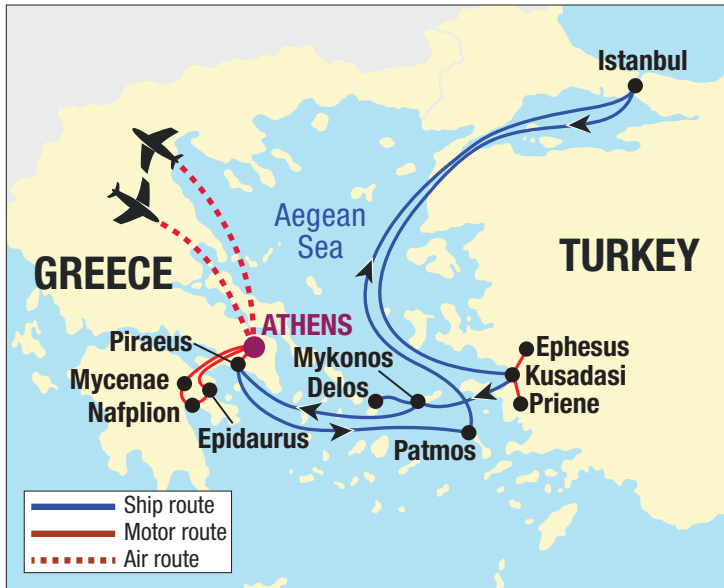 Istanbul
Aegean
Sea
GREECE
TURKEY
ATHENS
Piraeus
Mykonos
Ephesus
Mycenae
Delos
Kusadasi
Nafplion
Priene
Epidaurus
Patmos
Ship route
Motor route
Air route